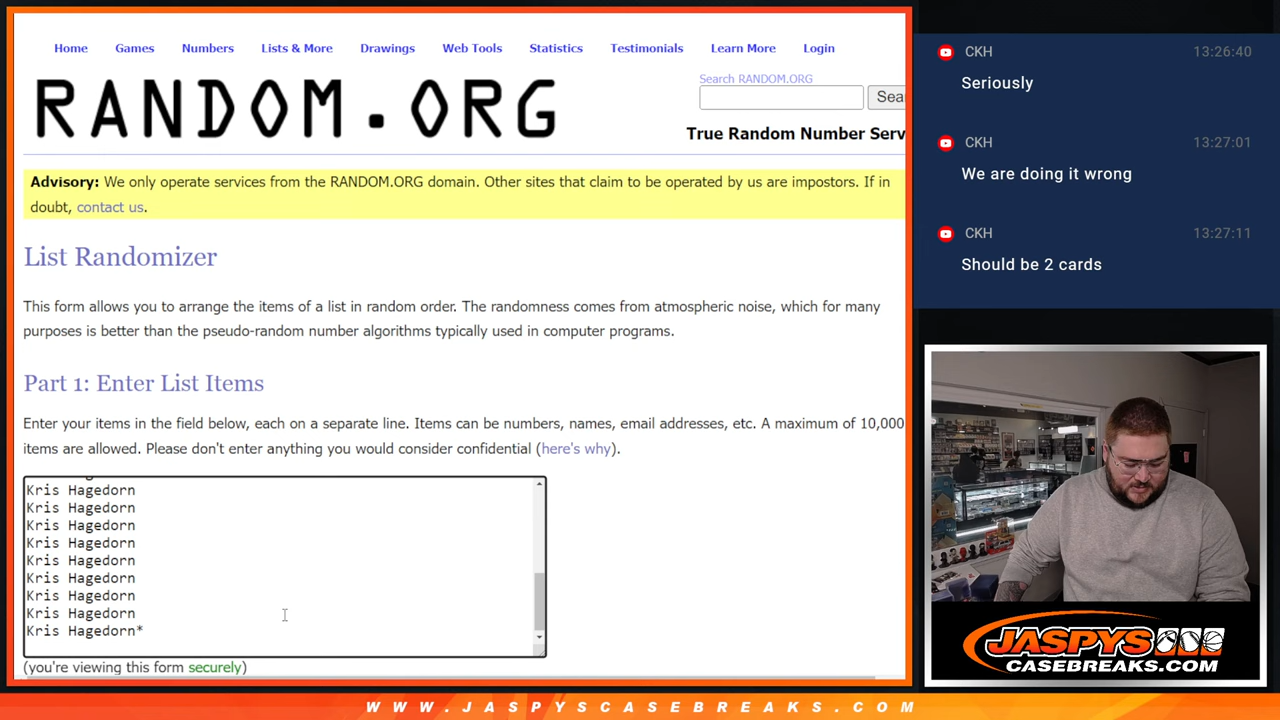 Home Games Numbers Lists & More Drawings Web Tools Statistics Testimonials Learn More Login
RANDOM.ORG
Search RANDOM.ORG
Sea
True Random Number Serv
Advisory: We only operate services from the RANDOM.ORG domain. Other sites that claim to be operated by us are impostors. If in
doubt, contact us.
List Randomizer
This form allows you to arrange the items of a list in random order. The randomness comes from atmospheric noise, which for many
purposes is better than the pseudo-random number algorithms typically used in computer programs.
Part 1: Enter List Items
Enter your items in the field below, each on a separate line. Items can be numbers, names, email addresses, etc. A maximum of 10,000
items are allowed. Please don't enter anything you would consider confidential (here's why).
Kris Hagedorn
Kris Hagedorn
Kris Hagedorn
Kris Hagedorn
Kris Hagedorn
Kris Hagedorn
Kris Hagedorn
Kris Hagedorn
Kris Hagedorn*
(you're viewing this form securely)
CKH 13:26:40
Seriously
CKH 13:27:01
We are doing it wrong
CKH 13:27:11
Should be 2 cards
JASPYS
CASEBREAKS.COM
WWW.JASPYSCASEBREAKS.COM